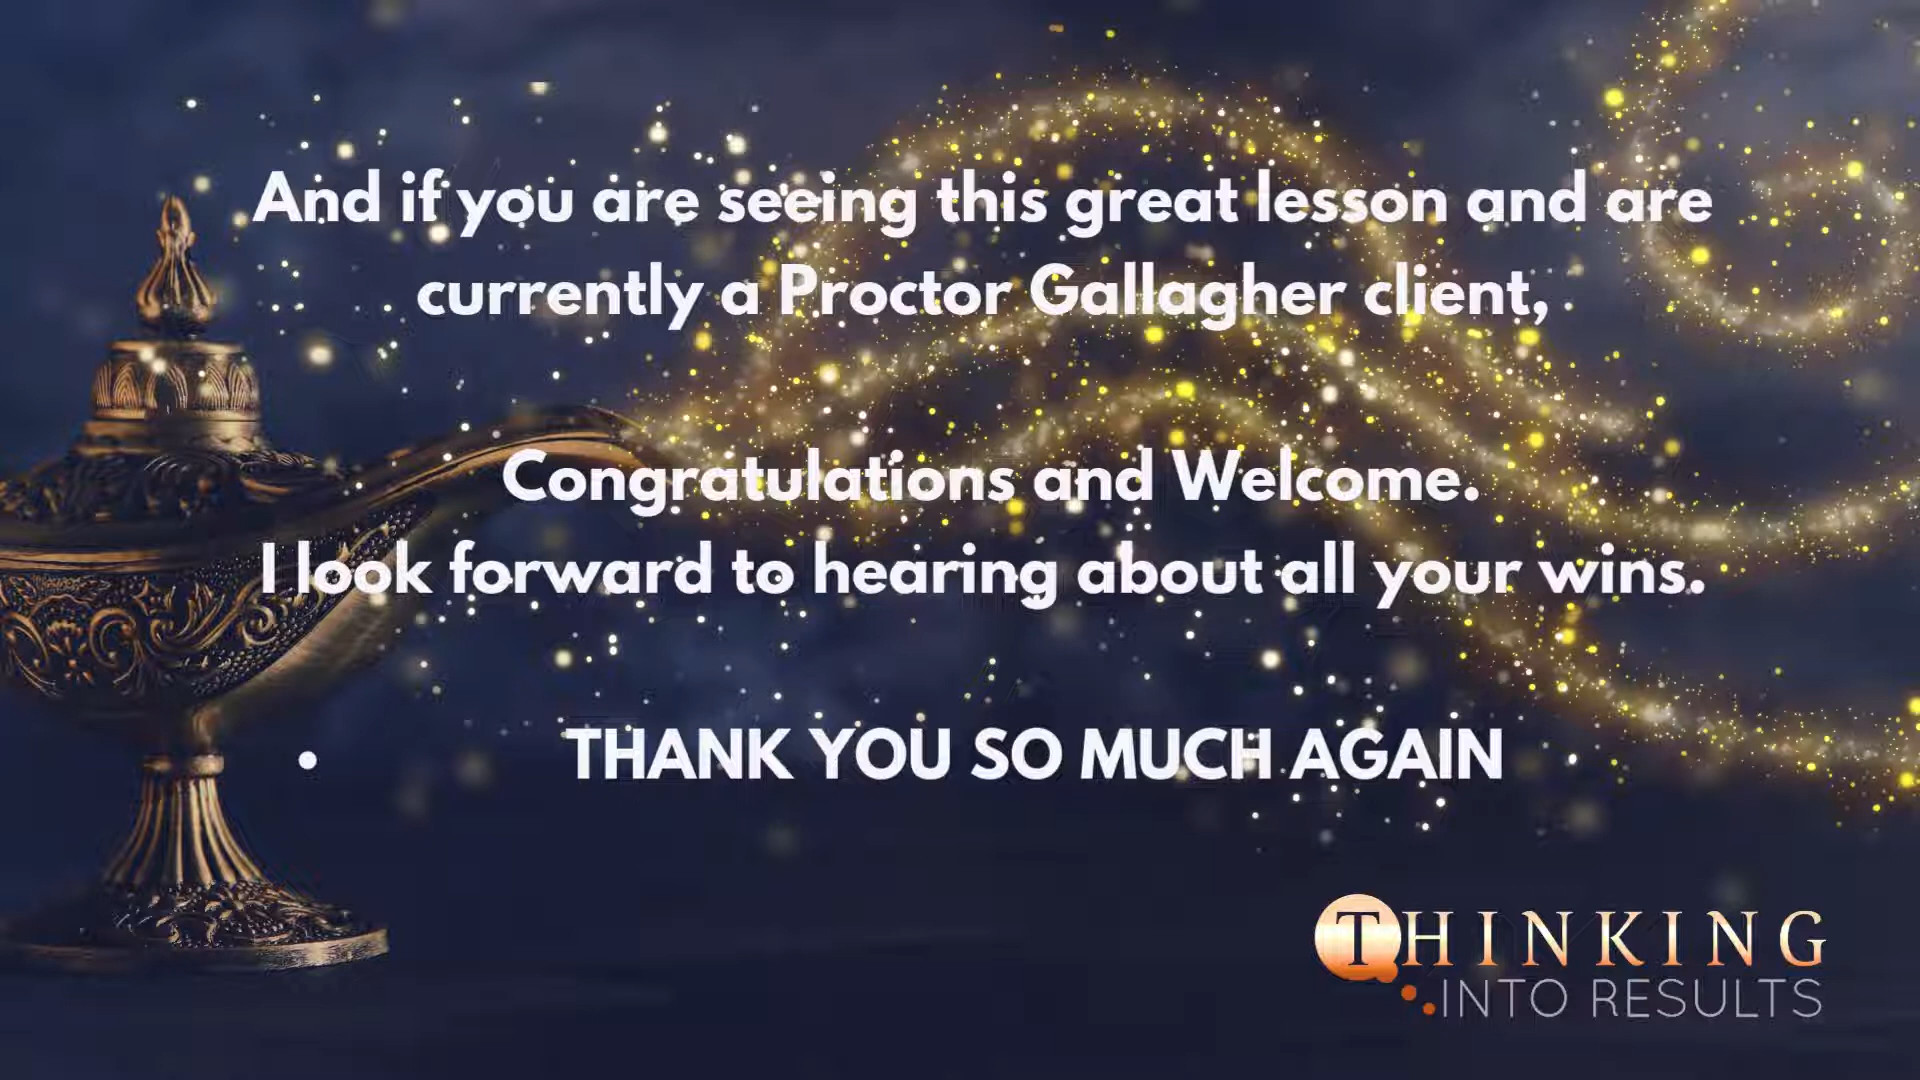 And if you are seeing this great lesson and are
currently a Proctor Gallagher client,
Congratulations and Welcome.
I look forward to hearing about all your wins.
• THANK YOU SO MUCH AGAIN
THINKING
INTO RESULTS